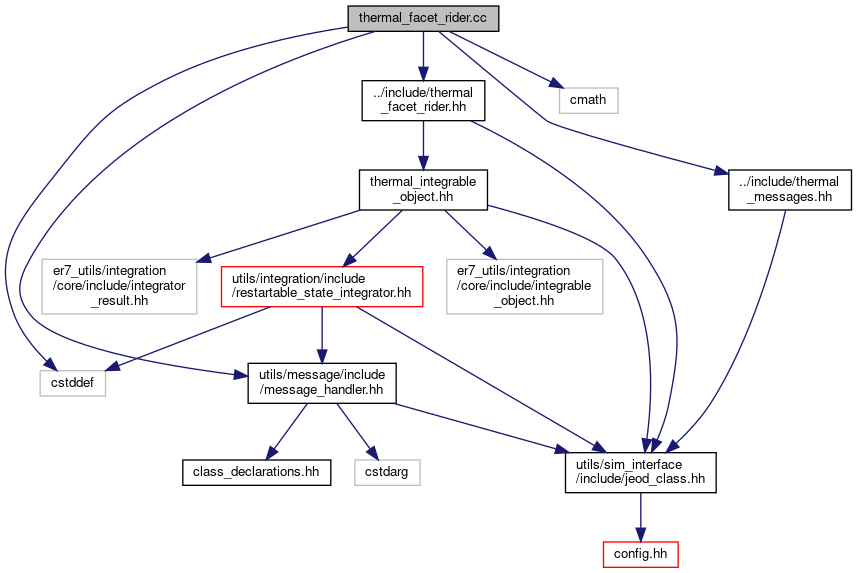 thermal_facet_rider.cc
../include/thermal
_facet_rider.hh
cmath
thermal_integrable
_object.hh
../include/thermal
_messages.hh
er7_utils/integration
/core/include/integrator
_result.hh
utils/integration/include
/restartable_state_integrator.hh
er7_utils/integration
/core/include/integrable
_object.hh
cstddef
utils/message/include
/message_handler.hh
class_declarations.hh
cstdarg
utils/sim_interface
/include/jeod_class.hh
config.hh